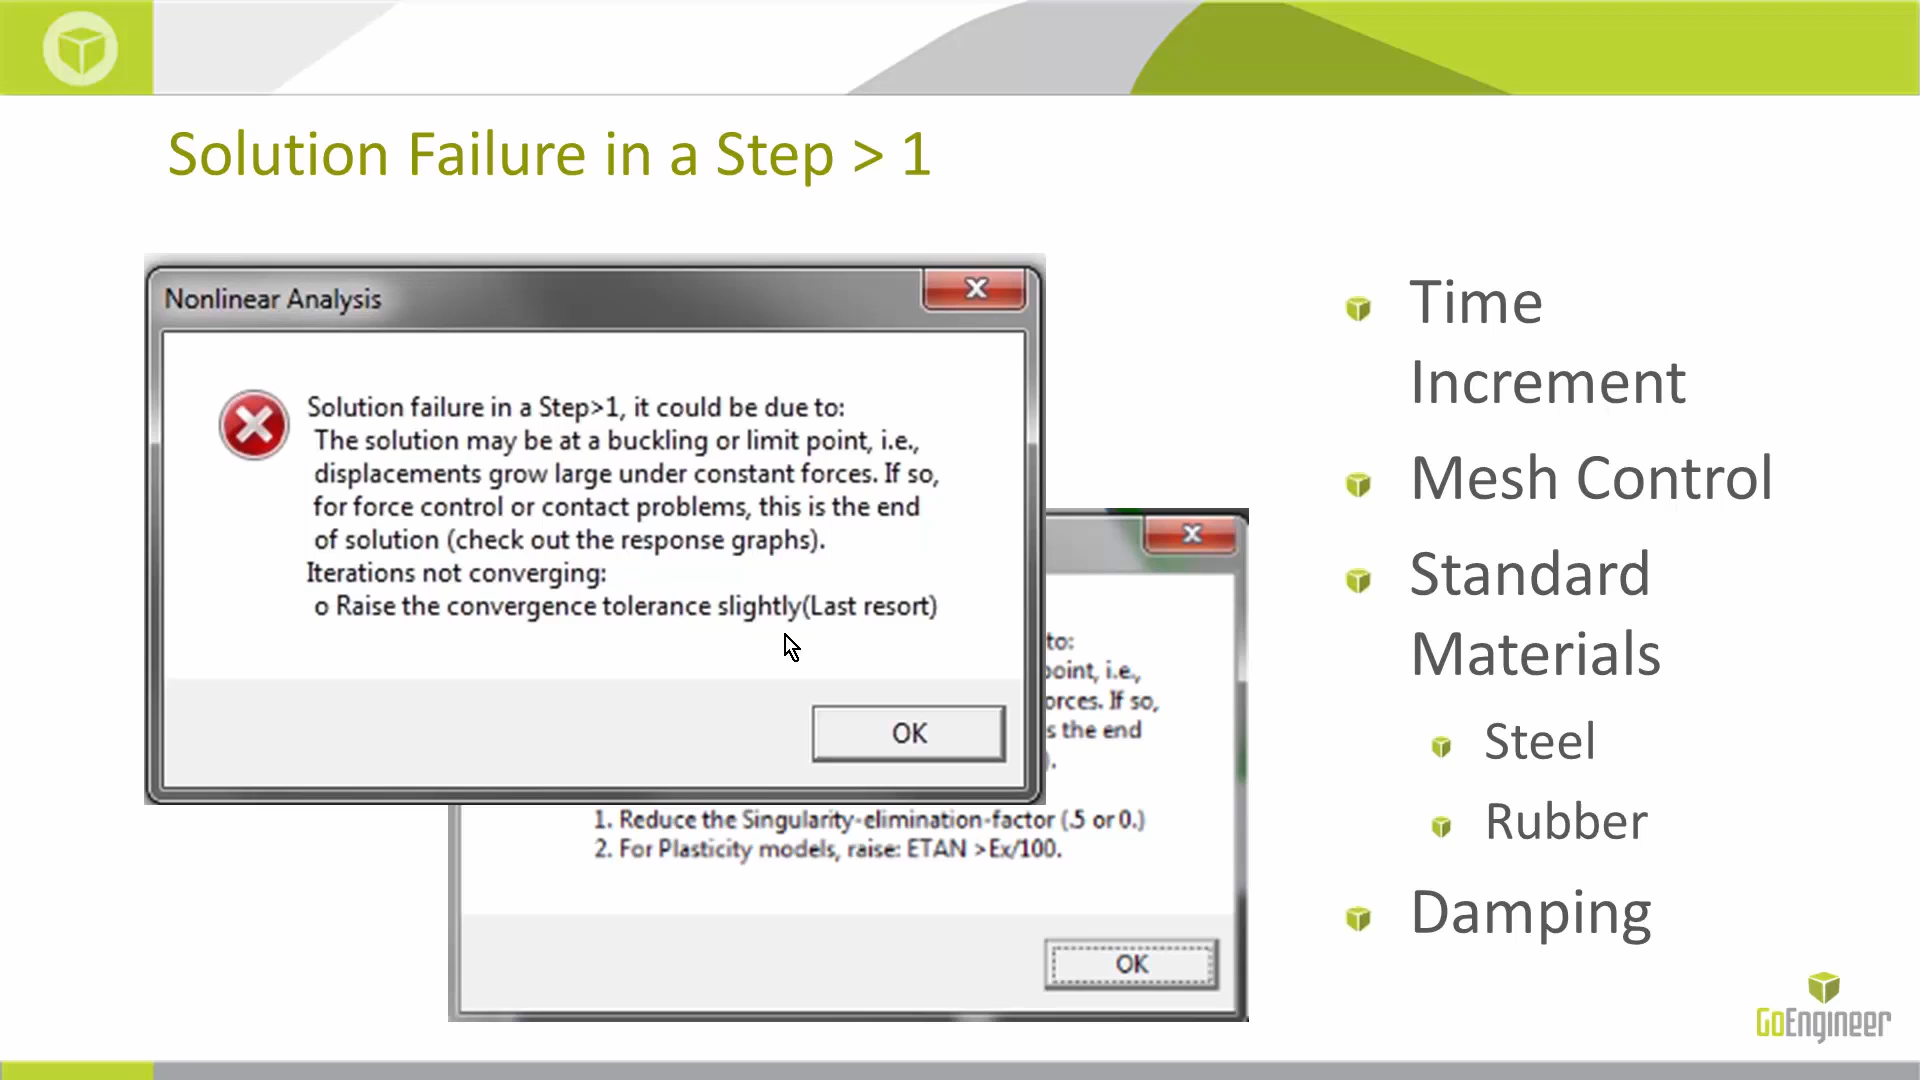 Solution Failure in a Step > 1
Nonlinear Analysis
Solution failure in a Step>1, it could be due to:
The solution may be at a buckling or limit point, i.e.,
displacements grow large under constant forces. If so,
for force control or contact problems, this is the end
of solution (check out the response graphs).
Iterations not converging:
o Raise the convergence tolerance slightly(Last resort)
OK
to:
point, i.e.,
orces. If so,
s the end
).
1. Reduce the Singularity-elimination-factor (.5 or 0.)
2. For Plasticity models, raise: ETAN >Ex/100.
OK
Time
Increment
Mesh Control
Standard
Materials
Steel
Rubber
Damping
GoEngineer